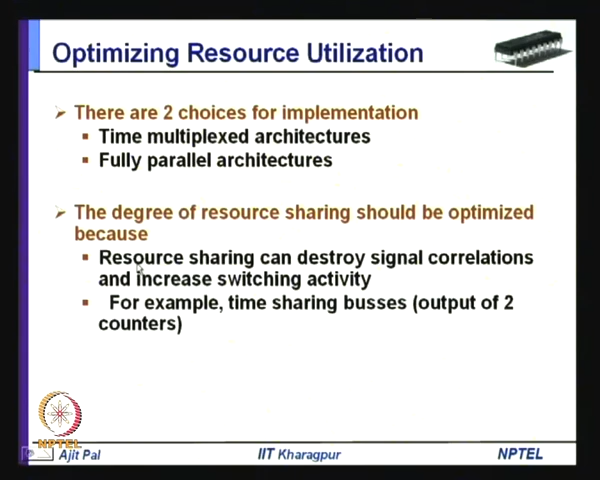 Optimizing Resource Utilization
There are 2 choices for implementation
Time multiplexed architectures
Fully parallel architectures
The degree of resource sharing should be optimized
because
Resource sharing can destroy signal correlations
and increase switching activity
For example, time sharing busses (output of 2
counters)
NPTEL
Ajit Pal
IIT Kharagpur
NPTEL